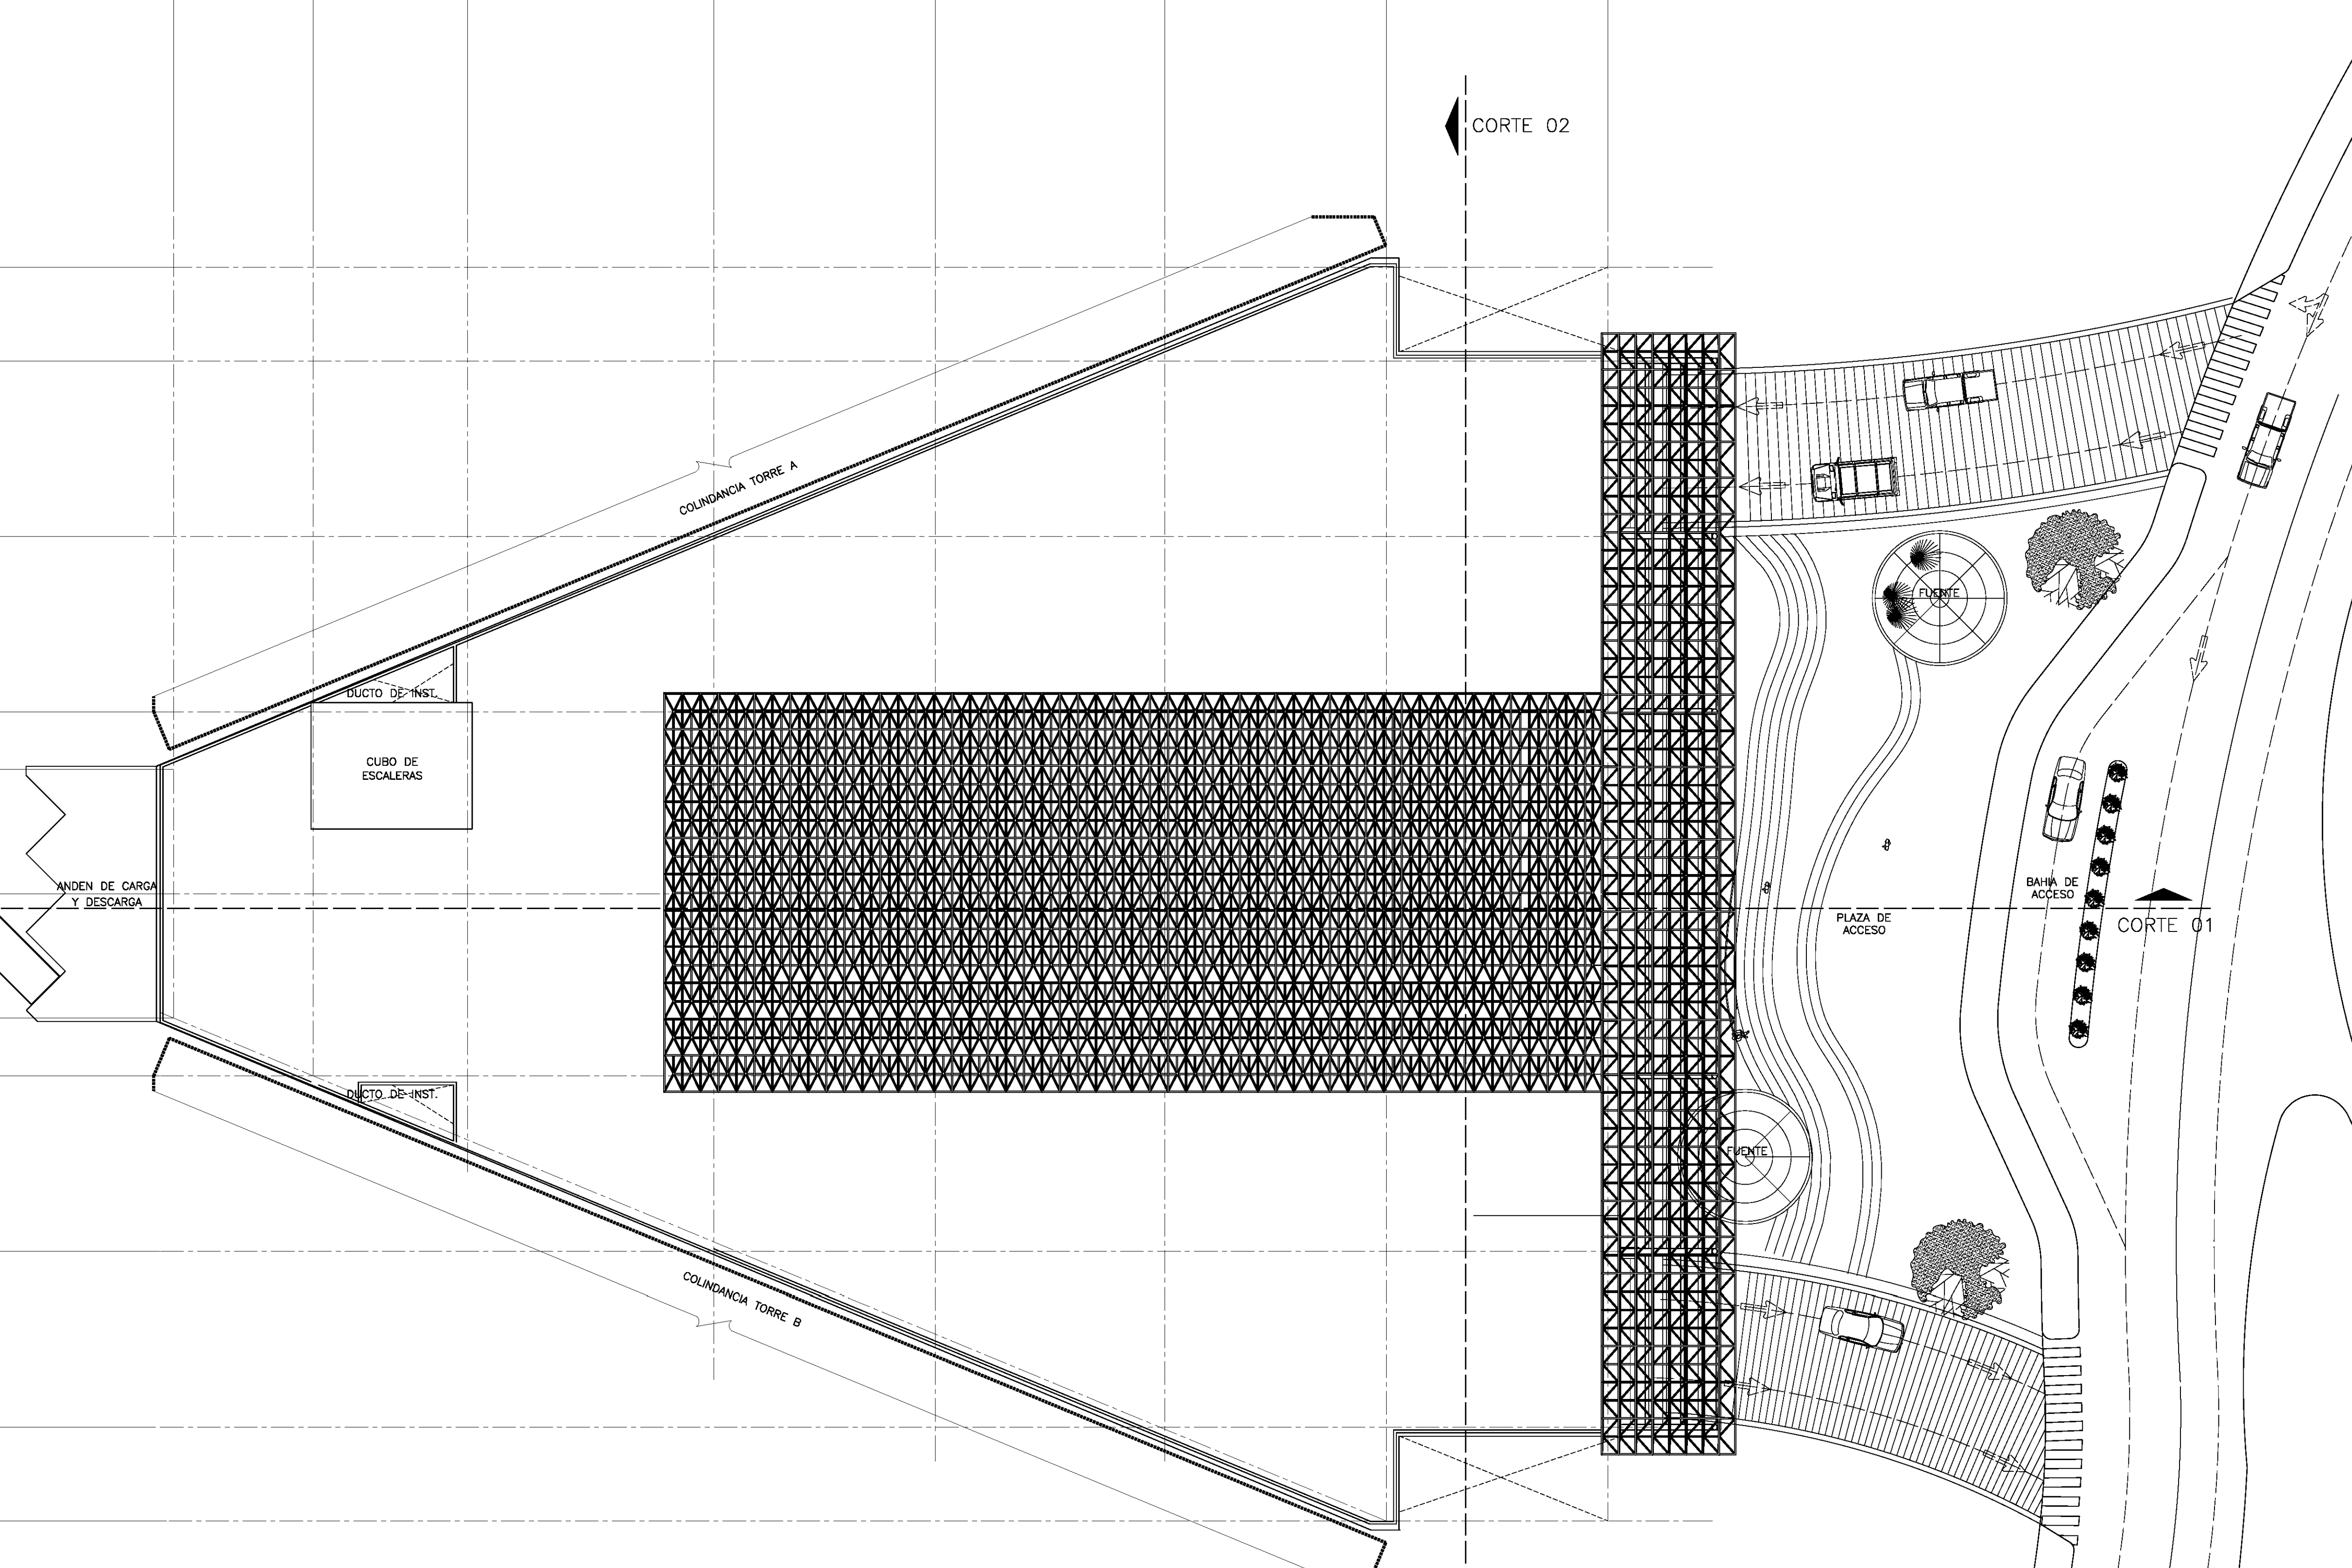 CORTE 02
COLINDANCIA TORRE A
FUENTE
DUCTO DE INST.
CUBO DE
ESCALERAS
ANDEN DE CARGA
Y DESCARGA
BAHIA DE
ACCESO
PLAZA DE
ACCESO
CORTE 01
DUCTO DE INST.
FUENTE
COLINDANCIA TORRE B